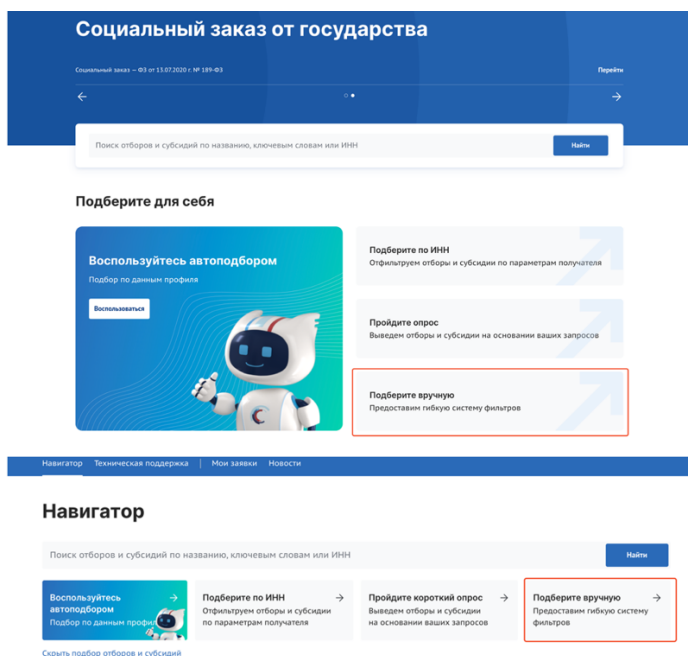 Социальный заказ от государства
Социальный заказ – ФЗ от 13.07.2020 г. № 189-ФЗ
Перейти
Поиск отборов и субсидий по названию, ключевым словам или ИНН
Найти
Подберите для себя
Воспользуйтесь автоподбором
Подбор по данным профиля
Воспользоваться
Подберите по ИНН
Отфильтруем отборы и субсидии по параметрам получателя
Пройдите опрос
Выведем отборы и субсидии на основании ваших запросов
Подберите вручную
Предоставим гибкую систему фильтров
Навигатор Техническая поддержка | Мои заявки Новости
Навигатор
Поиск отборов и субсидий по названию, ключевым словам или ИНН
Найти
Воспользуйтесь
автоподбором
Подбор по данным
Подберите по ИНН
Отфильтруем отборы и субсидии
по параметрам получателя
Пройдите короткий опрос
Выведем отборы и субсидии
на основании ваших запросов
Подберите вручную
Предоставим гибкую систему
фильтров
Скрыть подбор отборов и субсидий